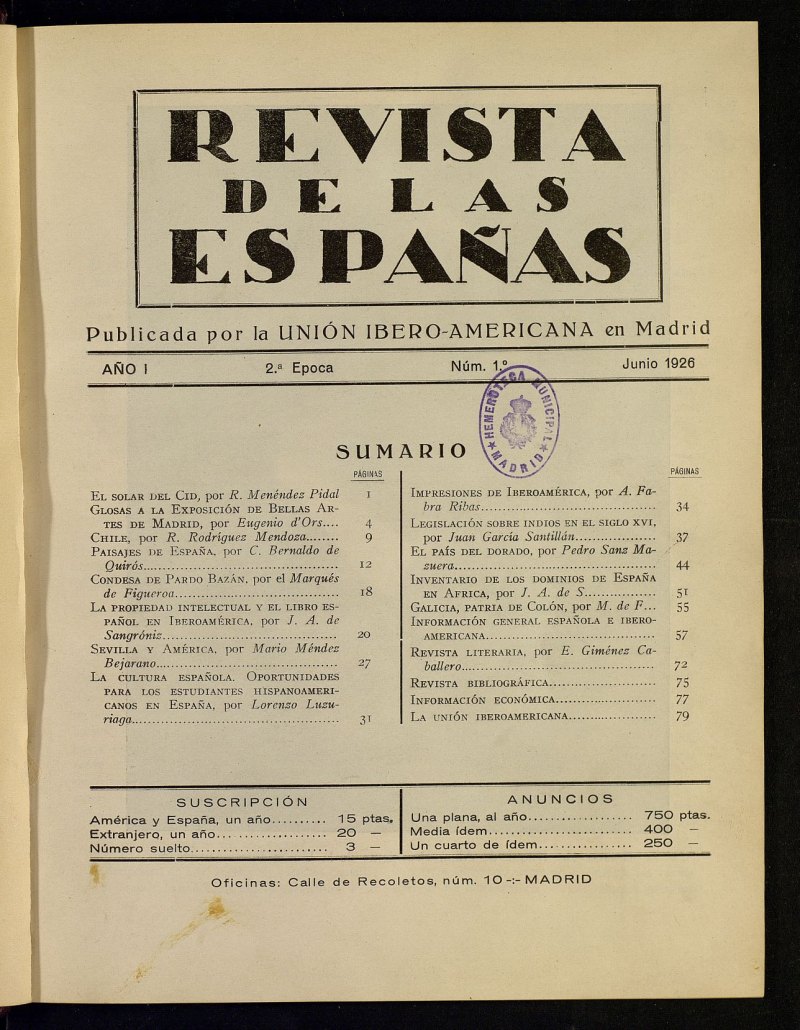 REVISTA
DE LAS
ESPAÑAS
Publicada por la UNIÓN IBERO-AMERICANA en Madrid
AÑO I 2.ª Epoca Núm. 1.º Junio 1926
HEMEROTECA MUNICIPAL
★ MADRID ★
SUMARIO
PÁGINAS
EL SOLAR DEL CID, por R. Menéndez Pidal 1
GLOSAS A LA EXPOSICIÓN DE BELLAS AR-
TES DE MADRID, por Eugenio d'Ors.... 4
CHILE, por R. Rodríguez Mendoza........ 9
PAISAJES DE ESPAÑA, por C. Bernaldo de
Quirós............................................ 12
CONDESA DE PARDO BAZÁN, por el Marqués
de Figueroa..................................... 18
LA PROPIEDAD INTELECTUAL Y EL LIBRO ES-
PAÑOL EN IBEROAMÉRICA, por J. A. de
Sangróniz........................................ 20
SEVILLA Y AMÉRICA, por Mario Méndez
Bejarano......................................... 27
LA CULTURA ESPAÑOLA. OPORTUNIDADES
PARA LOS ESTUDIANTES HISPANOAMERI-
CANOS EN ESPAÑA, por Lorenzo Luzu-
riaga............................................... 31
PÁGINAS
IMPRESIONES DE IBEROAMÉRICA, por A. Fa-
bra Ribas........................................ 34
LEGISLACIÓN SOBRE INDIOS EN EL SIGLO XVI,
por Juan García Santillán................. 37
EL PAÍS DEL DORADO, por Pedro Sanz Ma-
zuera.............................................. 44
INVENTARIO DE LOS DOMINIOS DE ESPAÑA
EN AFRICA, por J. A. de S................. 51
GALICIA, PATRIA DE COLÓN, por M. de F... 55
INFORMACIÓN GENERAL ESPAÑOLA E IBERO-
AMERICANA...................................... 57
REVISTA LITERARIA, por E. Giménez Ca-
ballero............................................ 72
REVISTA BIBLIOGRÁFICA........................ 75
INFORMACIÓN ECONÓMICA...................... 77
LA UNIÓN IBEROAMERICANA................... 79
SUSCRIPCIÓN
América y España, un año.......... 15 ptas.
Extranjero, un año.................... 20 —
Número suelto.......................... 3 —
ANUNCIOS
Una plana, al año................... 750 ptas.
Media ídem.......................... 400 —
Un cuarto de ídem................. 250 —
Oficinas: Calle de Recoletos, núm. 10 -:- MADRID